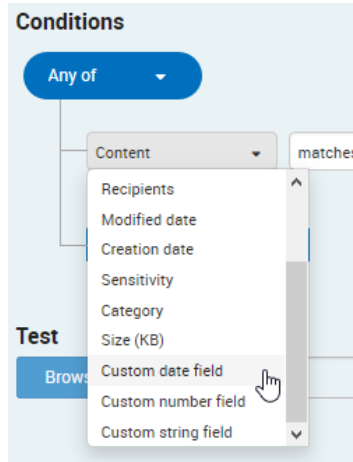 Conditions
Any of
Content
matches
Recipients
Modified date
Creation date
Sensitivity
Category
Size (KB)
Test
Custom date field
Brows
Custom number field
Custom string field